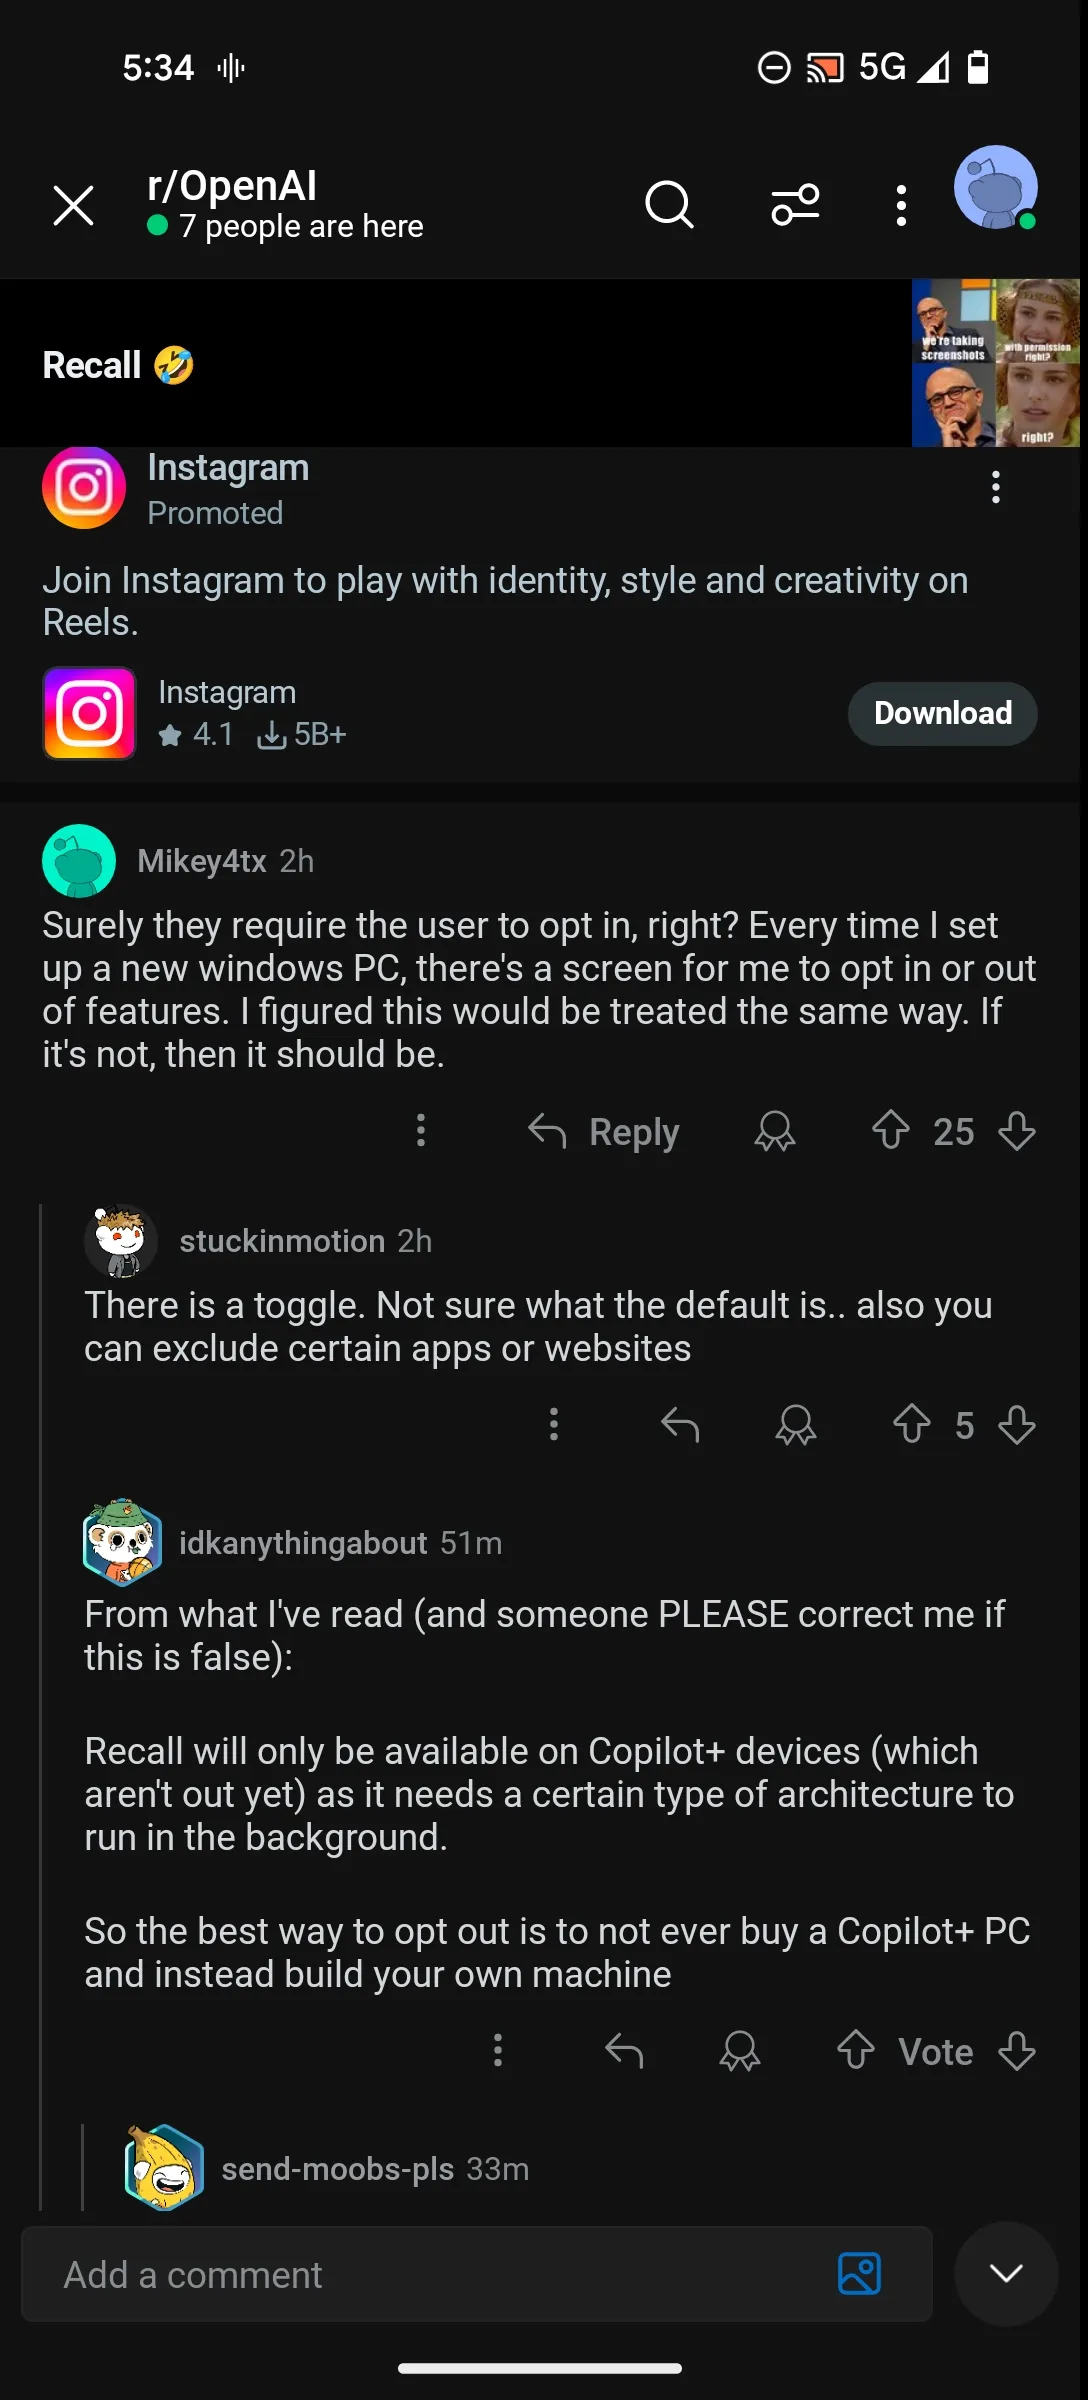 5:34
5G
r/OpenAI
7 people are here
Recall 🤣
we're taking
screenshots
with permission
right?
right?
Instagram
Promoted
Join Instagram to play with identity, style and creativity on
Reels.
Instagram
4.1 5B+
Download
Mikey4tx 2h
Surely they require the user to opt in, right? Every time I set
up a new windows PC, there's a screen for me to opt in or out
of features. I figured this would be treated the same way. If
it's not, then it should be.
Reply 25
stuckinmotion 2h
There is a toggle. Not sure what the default is.. also you
can exclude certain apps or websites
5
idkanythingabout 51m
From what I've read (and someone PLEASE correct me if
this is false):
Recall will only be available on Copilot+ devices (which
aren't out yet) as it needs a certain type of architecture to
run in the background.
So the best way to opt out is to not ever buy a Copilot+ PC
and instead build your own machine
Vote
send-moobs-pls 33m
Add a comment